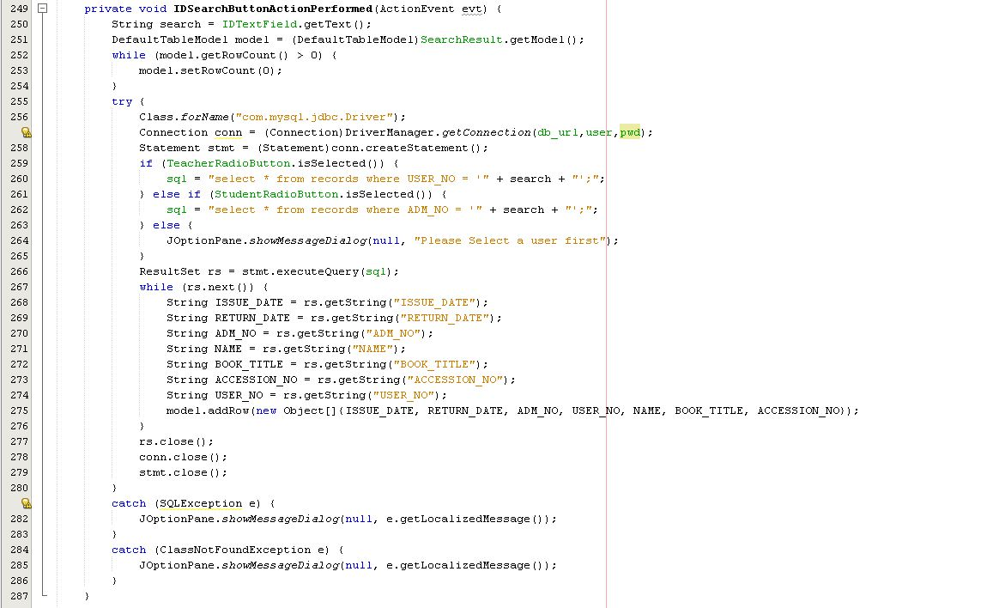 249 private void IDSearchButtonActionPerformed(ActionEvent evt) {
250 String search = IDTextField.getText();
251 DefaultTableModel model = (DefaultTableModel)SearchResult.getModel();
252 while (model.getRowCount() > 0) {
253 model.setRowCount(0);
254 }
255 try {
256 Class.forName("com.mysql.jdbc.Driver");
Connection conn = (Connection)DriverManager.getConnection(db_url,user,pwd);
258 Statement stmt = (Statement)conn.createStatement();
259 if (TeacherRadioButton.isSelected()) {
260 sql = "select * from records where USER_NO = '" + search + "';";
261 } else if (StudentRadioButton.isSelected()) {
262 sql = "select * from records where ADM_NO = '" + search + "';";
263 } else {
264 JOptionPane.showMessageDialog(null, "Please Select a user first");
265 }
266 ResultSet rs = stmt.executeQuery(sql);
267 while (rs.next()) {
268 String ISSUE_DATE = rs.getString("ISSUE_DATE");
269 String RETURN_DATE = rs.getString("RETURN_DATE");
270 String ADM_NO = rs.getString("ADM_NO");
271 String NAME = rs.getString("NAME");
272 String BOOK_TITLE = rs.getString("BOOK_TITLE");
273 String ACCESSION_NO = rs.getString("ACCESSION_NO");
274 String USER_NO = rs.getString("USER_NO");
275 model.addRow(new Object[]{ISSUE_DATE, RETURN_DATE, ADM_NO, USER_NO, NAME, BOOK_TITLE, ACCESSION_NO});
276 }
277 rs.close();
278 conn.close();
279 stmt.close();
280 }
catch (SQLException e) {
282 JOptionPane.showMessageDialog(null, e.getLocalizedMessage());
283 }
284 catch (ClassNotFoundException e) {
285 JOptionPane.showMessageDialog(null, e.getLocalizedMessage());
286 }
287 }